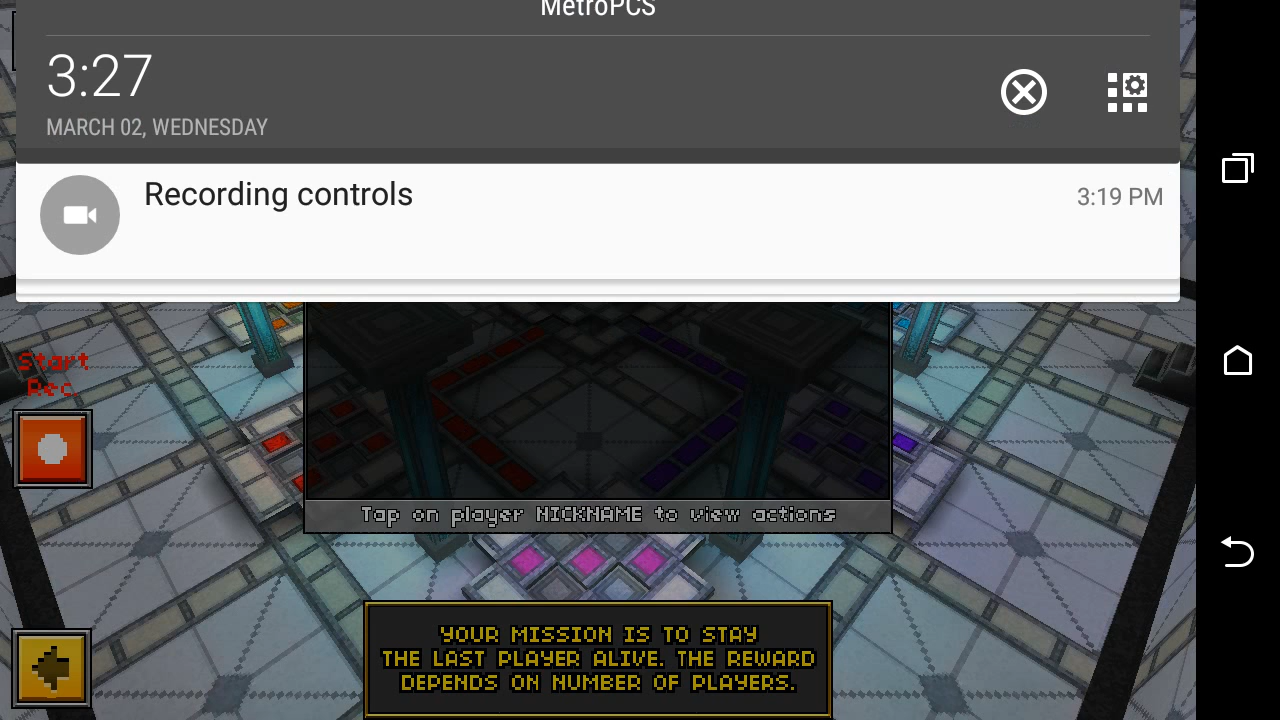 MetroPCS
3:27
MARCH 02, WEDNESDAY
Recording controls
3:19 PM
Start
Rec.
Tap on player NICKNAME to view actions
YOUR MISSION IS TO STAY
THE LAST PLAYER ALIVE. THE REWARD
DEPENDS ON NUMBER OF PLAYERS.